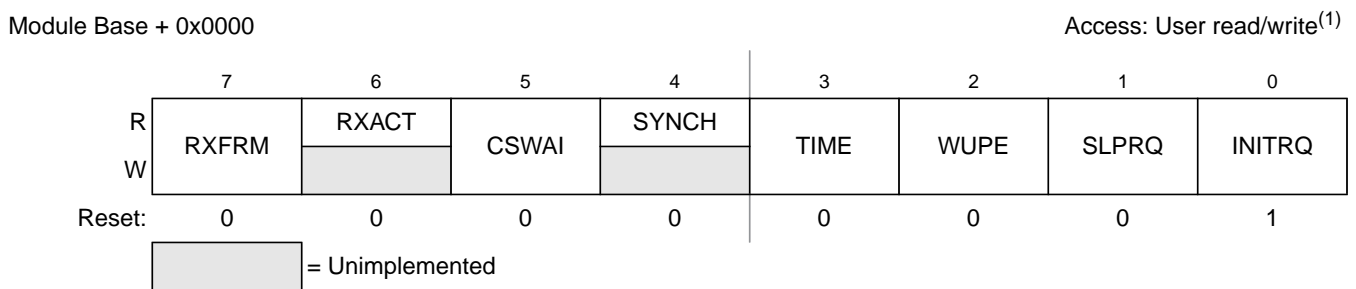 Module Base + 0x0000 Access: User read/write(1)
7 6 5 4 3 2 1 0
R RXFRM RXACT CSWAI SYNCH TIME WUPE SLPRQ INITRQ
W
Reset: 0 0 0 0 0 0 0 1
= Unimplemented